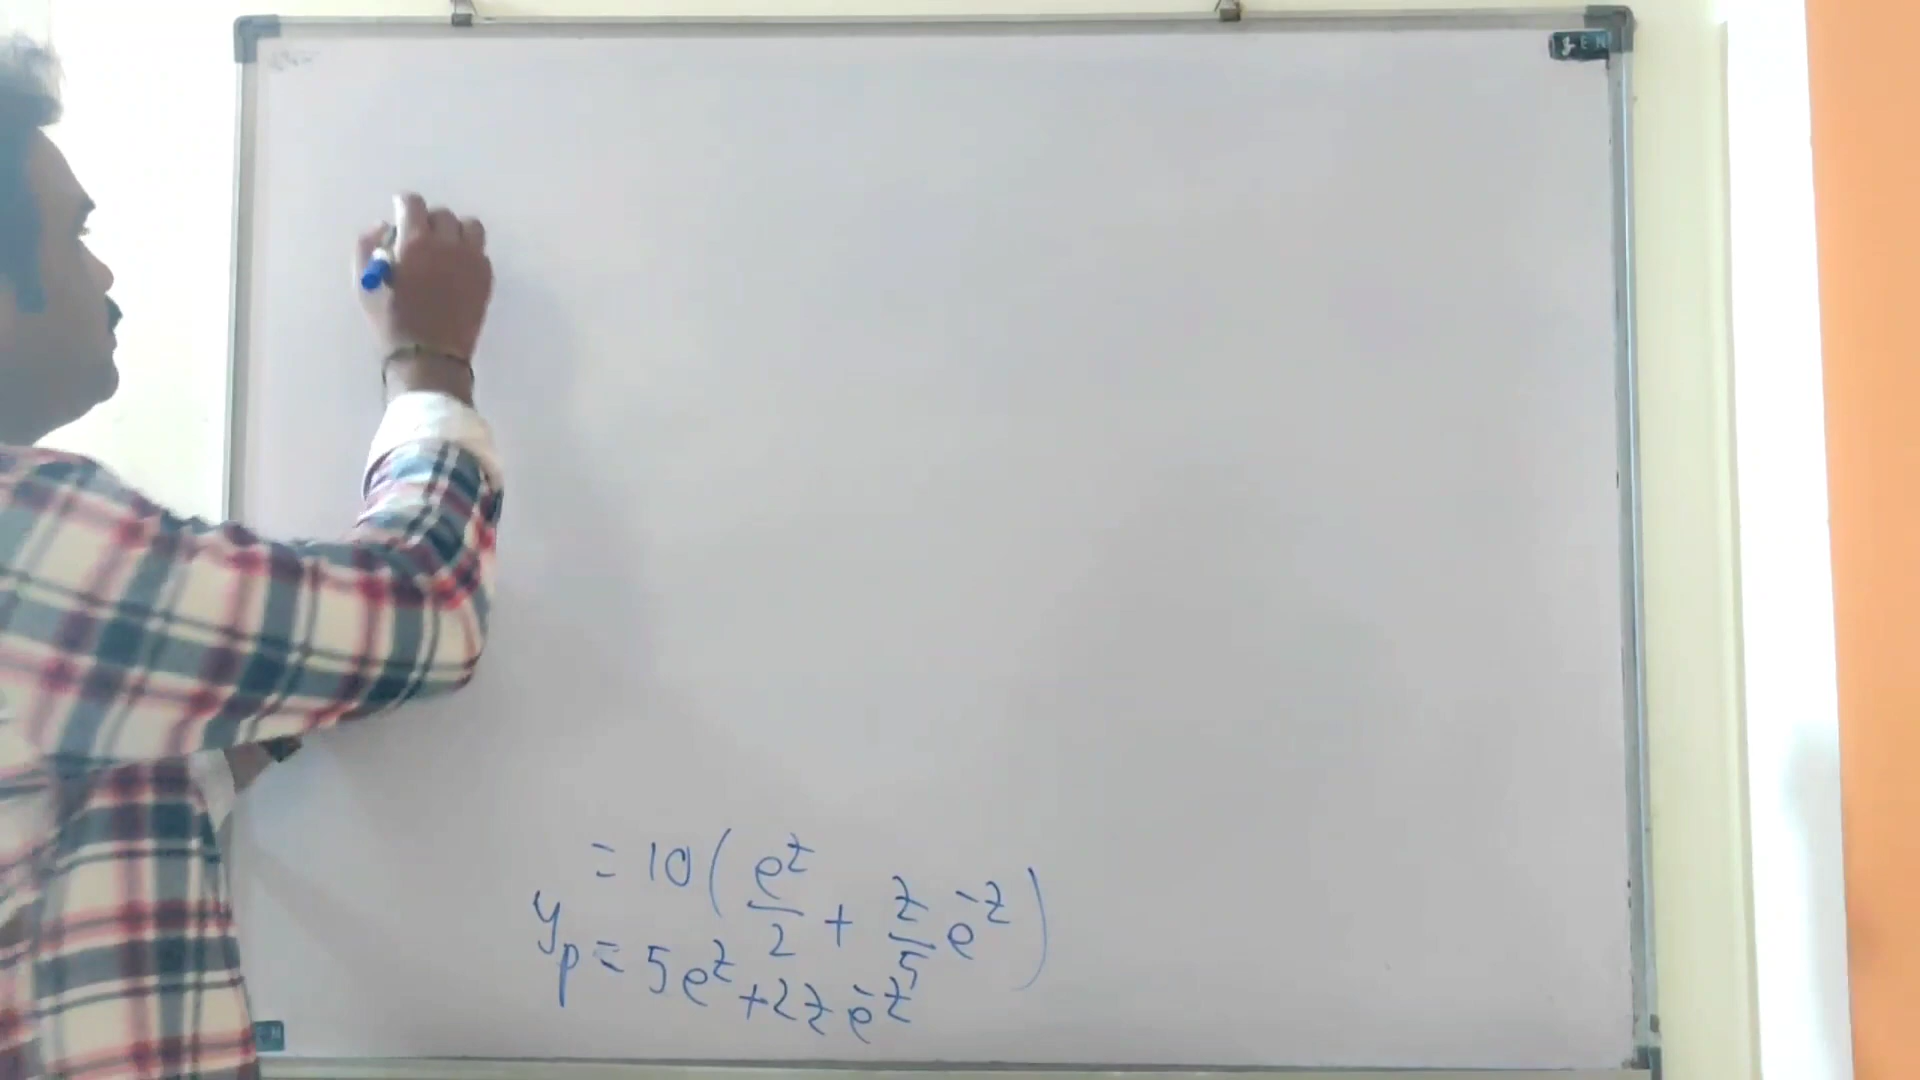 = 10 ( e^z/2 + z/5 e^-z )
y_p = 5e^z + 2z e^-z